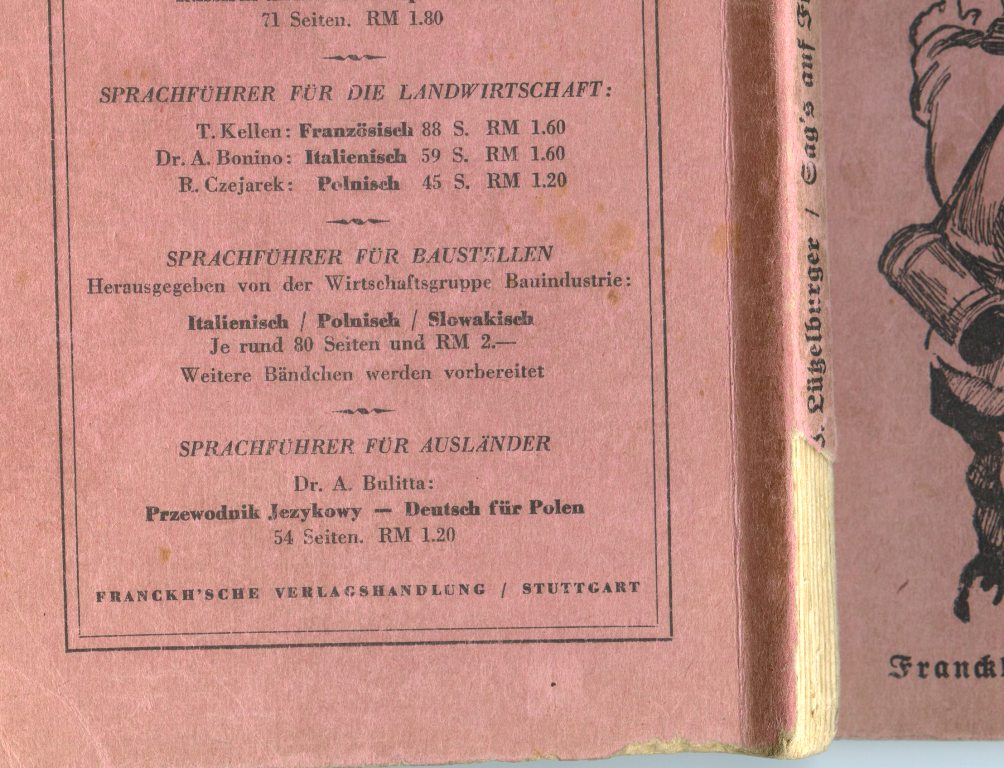 71 Seiten. RM 1.80
SPRACHFÜHRER FÜR DIE LANDWIRTSCHAFT:
T. Kellen: Französisch 88 S. RM 1.60
Dr. A. Bonino: Italienisch 59 S. RM 1.60
R. Czejarek: Polnisch 45 S. RM 1.20
SPRACHFÜHRER FÜR BAUSTELLEN
Herausgegeben von der Wirtschaftsgruppe Bauindustrie:
Italienisch / Polnisch / Slowakisch
Je rund 80 Seiten und RM 2.—
Weitere Bändchen werden vorbereitet
SPRACHFÜHRER FÜR AUSLÄNDER
Dr. A. Bulitta:
Przewodnik Jezykowy — Deutsch für Polen
54 Seiten. RM 1.20
FRANCKH'SCHE VERLAGSHANDLUNG / STUTTGART
Lützelburger / Sag's auf
Franckh